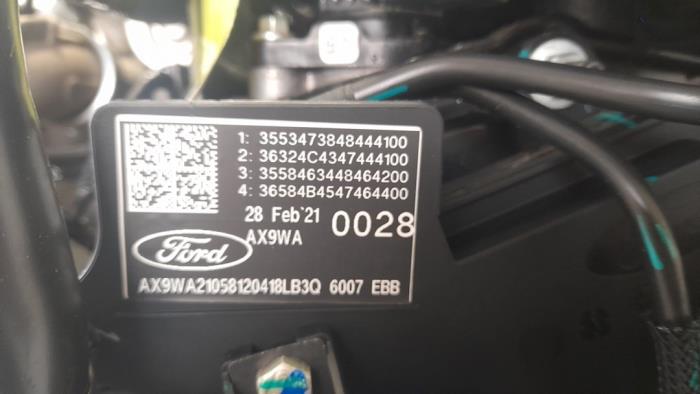 1: 3553473848444100
2: 36324C4347444100
3: 3558463448464200
4: 36584B4547464400
28 Feb'21
0028
AX9WA
Ford
AX9WA21058120418LB3Q 6007 EBB